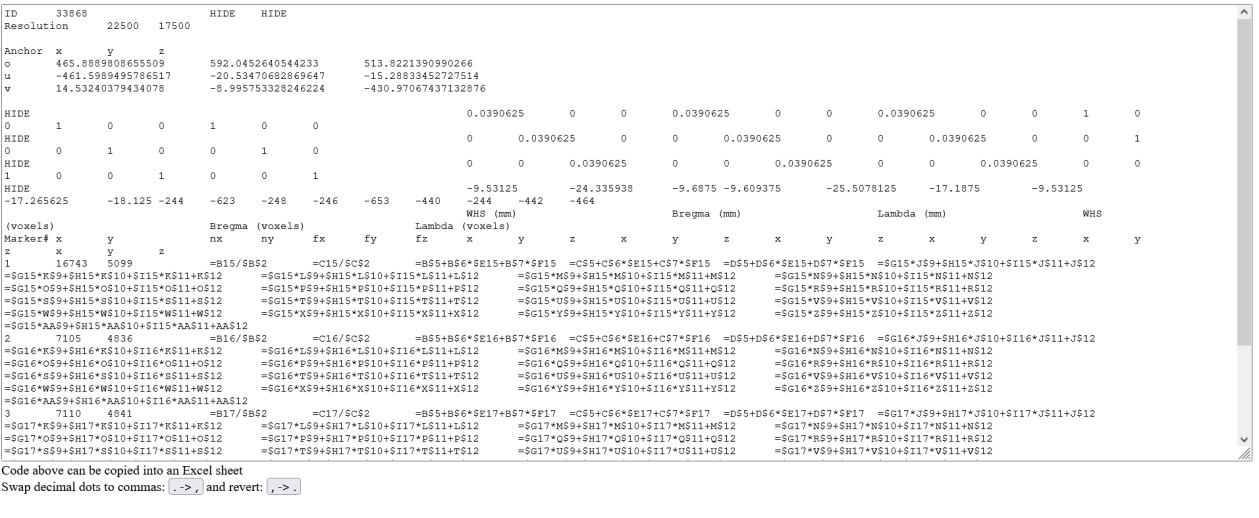 ID 33868 HIDE HIDE
Resolution 22500 17500
Anchor x y z
o 465.8889808655509 592.0452640544233 513.8221390990266
u -461.5989495786517 -20.53470682869647 -15.28833452727514
v 14.53240379434078 -8.995753328246224 -430.97067437132876
HIDE 0.0390625 0 0 0.0390625 0 0 0.0390625 0 0 1 0
0 1 0 0 1 0 0
HIDE 0 0.0390625 0 0 0.0390625 0 0 0.0390625 0 0 1
0 0 1 0 0 1 0
HIDE 0 0 0.0390625 0 0 0.0390625 0 0 0.0390625 0 0
1 0 0 1 0 0 1
HIDE -9.53125 -24.335938 -9.6875 -9.609375 -25.5078125 -17.1875 -9.53125
-17.265625 -18.125 -244 -623 -248 -246 -653 -440 -244 -442 -464
WHS (mm) Bregma (mm) Lambda (mm) WHS
(voxels) Bregma (voxels) Lambda (voxels)
Marker# x y nx ny fx fy fz x y z x y z x y z x y
z x y z x y z
1 16743 5099 =B15/$B$2 =C15/$C$2 =B$5+B$6*$E15+B$7*$F15 =C$5+C$6*$E15+C$7*$F15 =D$5+D$6*$E15+D$7*$F15 =$G15*J$9+$H15*J$10+$I15*J$11+J$12
=$G15*K$9+$H15*K$10+$I15*K$11+K$12 =$G15*L$9+$H15*L$10+$I15*L$11+L$12 =$G15*M$9+$H15*M$10+$I15*M$11+M$12 =$G15*N$9+$H15*N$10+$I15*N$11+N$12
=$G15*O$9+$H15*O$10+$I15*O$11+O$12 =$G15*P$9+$H15*P$10+$I15*P$11+P$12 =$G15*Q$9+$H15*Q$10+$I15*Q$11+Q$12 =$G15*R$9+$H15*R$10+$I15*R$11+R$12
=$G15*S$9+$H15*S$10+$I15*S$11+S$12 =$G15*T$9+$H15*T$10+$I15*T$11+T$12 =$G15*U$9+$H15*U$10+$I15*U$11+U$12 =$G15*V$9+$H15*V$10+$I15*V$11+V$12
=$G15*W$9+$H15*W$10+$I15*W$11+W$12 =$G15*X$9+$H15*X$10+$I15*X$11+X$12 =$G15*Y$9+$H15*Y$10+$I15*Y$11+Y$12 =$G15*Z$9+$H15*Z$10+$I15*Z$11+Z$12
=$G15*AA$9+$H15*AA$10+$I15*AA$11+AA$12
2 7105 4836 =B16/$B$2 =C16/$C$2 =B$5+B$6*$E16+B$7*$F16 =C$5+C$6*$E16+C$7*$F16 =D$5+D$6*$E16+D$7*$F16 =$G16*J$9+$H16*J$10+$I16*J$11+J$12
=$G16*K$9+$H16*K$10+$I16*K$11+K$12 =$G16*L$9+$H16*L$10+$I16*L$11+L$12 =$G16*M$9+$H16*M$10+$I16*M$11+M$12 =$G16*N$9+$H16*N$10+$I16*N$11+N$12
=$G16*O$9+$H16*O$10+$I16*O$11+O$12 =$G16*P$9+$H16*P$10+$I16*P$11+P$12 =$G16*Q$9+$H16*Q$10+$I16*Q$11+Q$12 =$G16*R$9+$H16*R$10+$I16*R$11+R$12
=$G16*S$9+$H16*S$10+$I16*S$11+S$12 =$G16*T$9+$H16*T$10+$I16*T$11+T$12 =$G16*U$9+$H16*U$10+$I16*U$11+U$12 =$G16*V$9+$H16*V$10+$I16*V$11+V$12
=$G16*W$9+$H16*W$10+$I16*W$11+W$12 =$G16*X$9+$H16*X$10+$I16*X$11+X$12 =$G16*Y$9+$H16*Y$10+$I16*Y$11+Y$12 =$G16*Z$9+$H16*Z$10+$I16*Z$11+Z$12
=$G16*AA$9+$H16*AA$10+$I16*AA$11+AA$12
3 7110 4841 =B17/$B$2 =C17/$C$2 =B$5+B$6*$E17+B$7*$F17 =C$5+C$6*$E17+C$7*$F17 =D$5+D$6*$E17+D$7*$F17 =$G17*J$9+$H17*J$10+$I17*J$11+J$12
=$G17*K$9+$H17*K$10+$I17*K$11+K$12 =$G17*L$9+$H17*L$10+$I17*L$11+L$12 =$G17*M$9+$H17*M$10+$I17*M$11+M$12 =$G17*N$9+$H17*N$10+$I17*N$11+N$12
=$G17*O$9+$H17*O$10+$I17*O$11+O$12 =$G17*P$9+$H17*P$10+$I17*P$11+P$12 =$G17*Q$9+$H17*Q$10+$I17*Q$11+Q$12 =$G17*R$9+$H17*R$10+$I17*R$11+R$12
=$G17*S$9+$H17*S$10+$I17*S$11+S$12 =$G17*T$9+$H17*T$10+$I17*T$11+T$12 =$G17*U$9+$H17*U$10+$I17*U$11+U$12 =$G17*V$9+$H17*V$10+$I17*V$11+V$12
Code above can be copied into an Excel sheet
Swap decimal dots to commas: . -> , and revert: , -> .